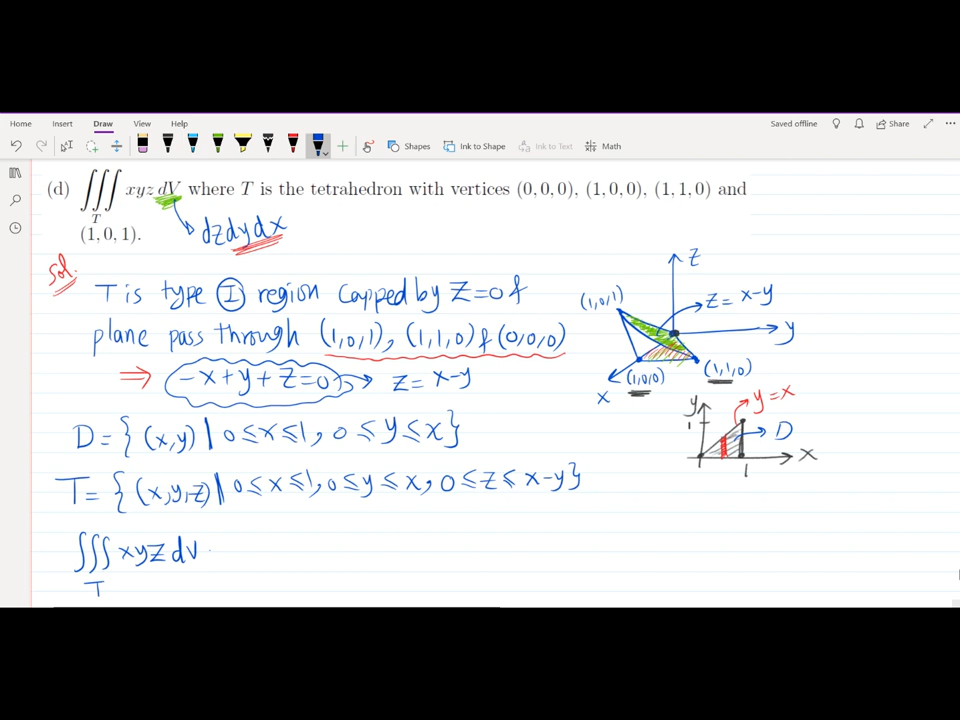 Home Insert Draw View Help
Saved offline Share
Shapes Ink to Shape Ink to Text Math
(d) ∭_T xyz dV where T is the tetrahedron with vertices (0,0,0), (1,0,0), (1,1,0) and
(1,0,1).
dzdydx
Sol.
T is type I region capped by z=0 &
plane pass through (1,0,1), (1,1,0) & (0,0,0)
⇒ -x+y+z=0 → z = x-y
D = { (x,y) | 0≤x≤1, 0≤y≤x}
T = { (x,y,z) | 0≤x≤1, 0≤y≤x, 0≤z≤x-y}
∭_T xyz dV
z
(1,0,1)
z = x-y
y
(1,0,0)
(1,1,0)
x
y
y=x
1
D
x
1